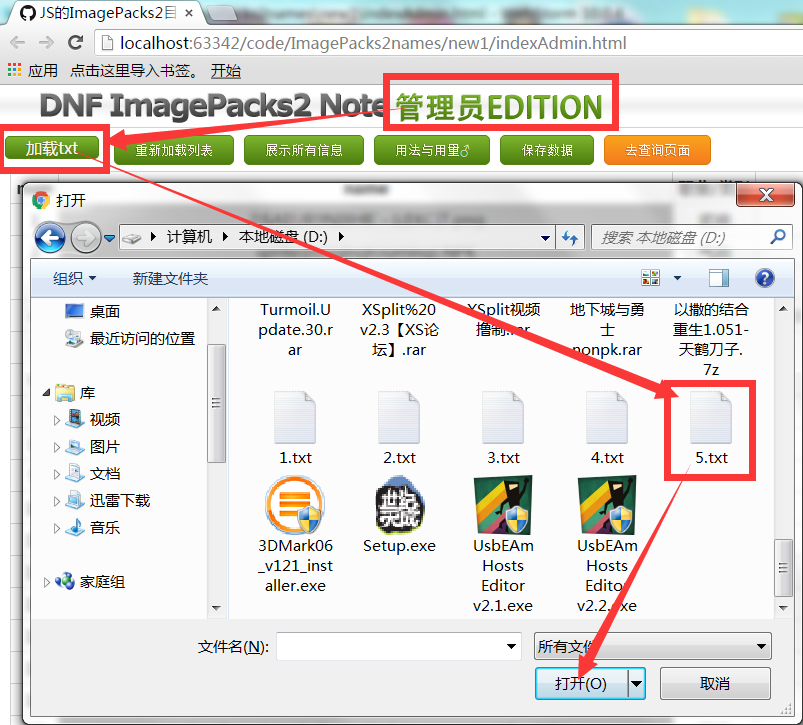 JS的ImagePacks2目
localhost:63342/code/ImagePacks2names/new1/indexAdmin.html
应用 点击这里导入书签。 开始
DNF ImagePacks2 Note 管理员EDITION
加载txt 重新加载列表 展示所有信息 用法与用量♂ 保存数据 去查询页面
name
打开
计算机 本地磁盘 (D:) 搜索 本地磁盘 (D:)
组织 新建文件夹
桌面
最近访问的位置
库
视频
图片
文档
迅雷下载
音乐
家庭组
Turmoil.U
pdate.30.r
ar
XSplit%20
v2.3【XS论
坛】.rar
XSplit视频
撸制.rar
地下城与勇
士
nonpk.rar
以撒的结合
重生1.051-
天鹤刀子.
7z
1.txt 2.txt 3.txt 4.txt 5.txt
3DMark06
_v121_inst
aller.exe
Setup.exe
UsbEAm
Hosts
Editor
v2.1.exe
UsbEAm
Hosts
Editor
v2.2.exe
文件名(N): 所有文件
打开(O) 取消